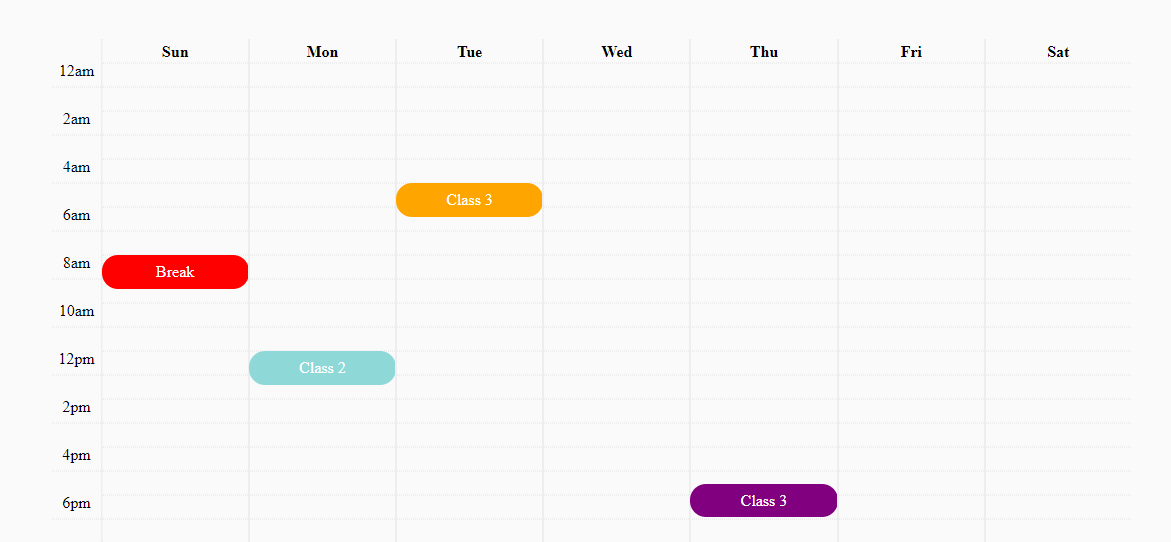 Sun Mon Tue Wed Thu Fri Sat
12am
2am
4am
Class 3
6am
8am
Break
10am
12pm
Class 2
2pm
4pm
Class 3
6pm